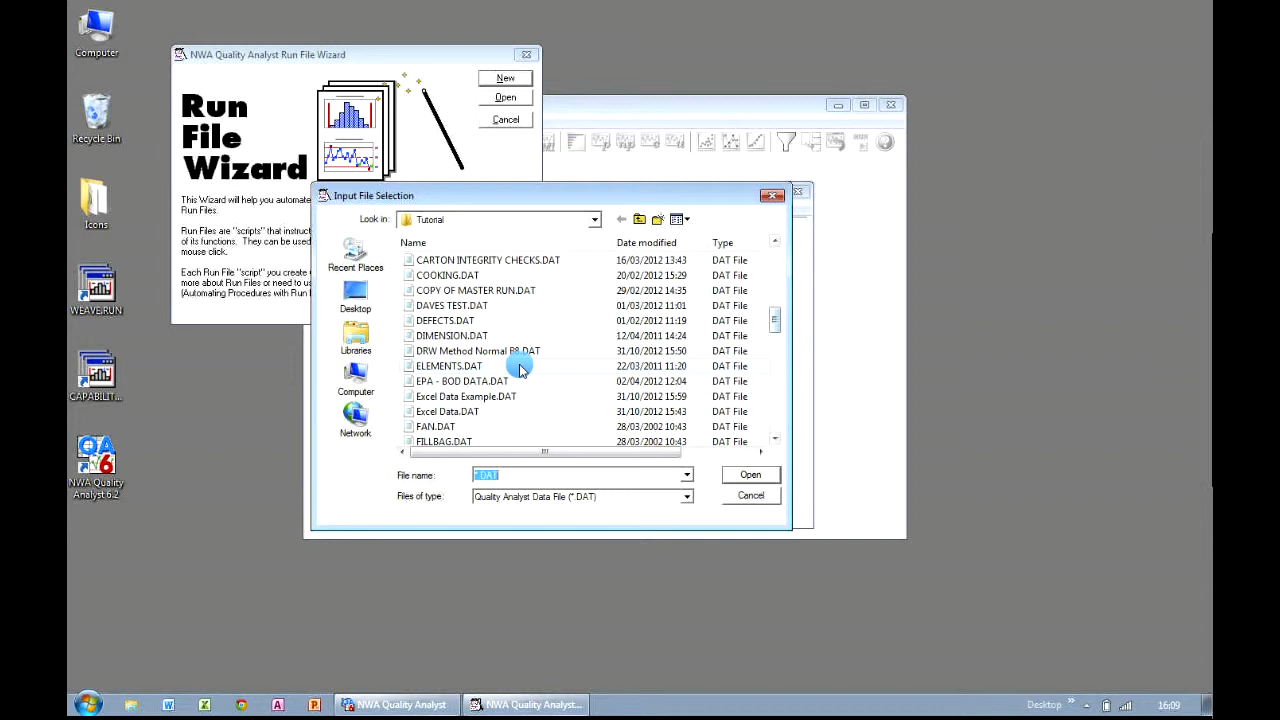 Computer
Recycle Bin
Icons
WEAVE.RUN
CAPABILIT...
NWA Quality
Analyst 6.2
NWA Quality Analyst Run File Wizard
Run
File
Wizard
New
Open
Cancel
This Wizard will help you automate
Run Files.
Run Files are "scripts" that instruct
of its functions. They can be used
mouse click.
Each Run File "script" you create
more about Run Files or need to u
(Automating Procedures with Run
Input File Selection
Look in:
Tutorial
Recent Places
Desktop
Libraries
Computer
Network
Name Date modified Type
CARTON INTEGRITY CHECKS.DAT 16/03/2012 13:43 DAT File
COOKING.DAT 20/02/2012 15:29 DAT File
COPY OF MASTER RUN.DAT 29/02/2012 14:35 DAT File
DAVES TEST.DAT 01/03/2012 11:01 DAT File
DEFECTS.DAT 01/02/2012 11:19 DAT File
DIMENSION.DAT 12/04/2011 14:24 DAT File
DRW Method Normal B8.DAT 31/10/2012 15:50 DAT File
ELEMENTS.DAT 22/03/2011 11:20 DAT File
EPA - BOD DATA.DAT 02/04/2012 12:04 DAT File
Excel Data Example.DAT 31/10/2012 15:59 DAT File
Excel Data.DAT 31/10/2012 15:43 DAT File
FAN.DAT 28/03/2002 10:43 DAT File
FILLBAG.DAT 28/03/2002 10:43 DAT File
File name: *.DAT Open
Files of type: Quality Analyst Data File (*.DAT) Cancel
NWA Quality Analyst
NWA Quality Analyst...
Desktop
16:09